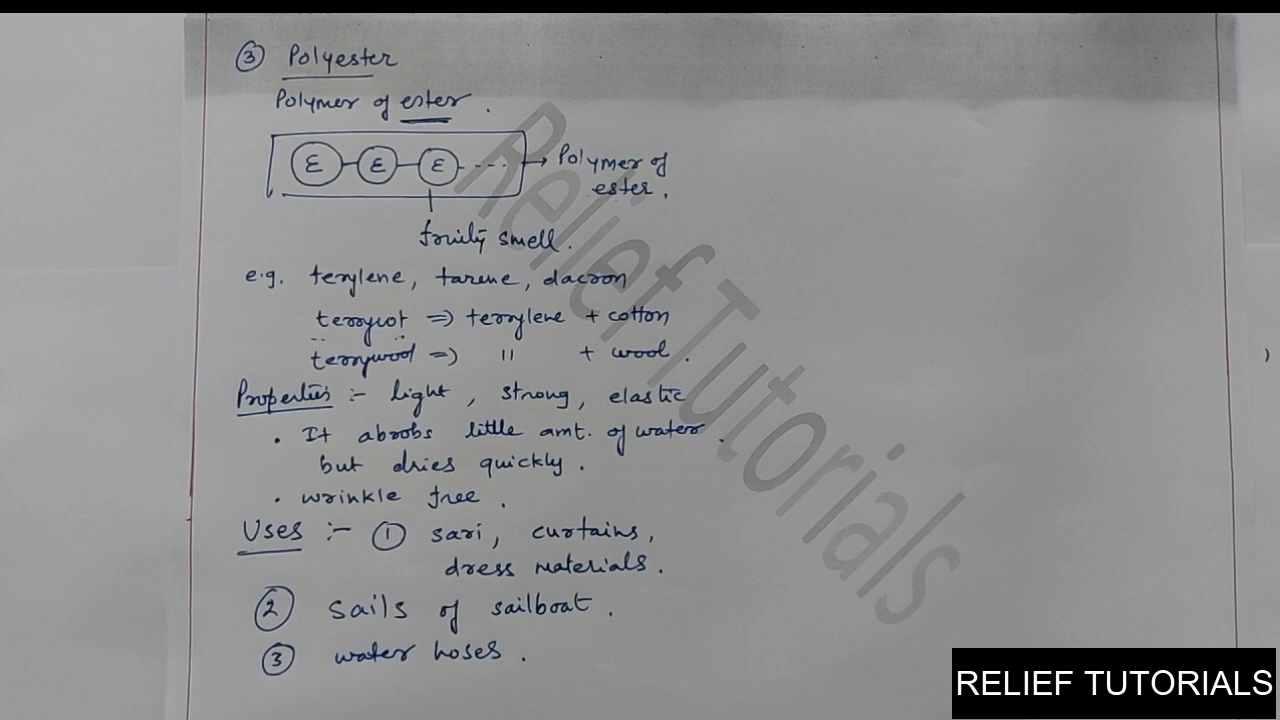 ③ Polyester
Polymer of ester .
E E E ---- → Polymer of
ester .
fruity smell .
e.g. terylene, tarene, dacron
terrycot => terrylene + cotton
terrywool => " + wool .
Properties :- light , strong, elastic
• It abrobs little amt. of water .
but dries quickly .
• wrinkle free .
Uses :- ① sari, curtains,
dress materials .
② sails of sailboat .
③ water hoses .
Relief Tutorials
RELIEF TUTORIALS